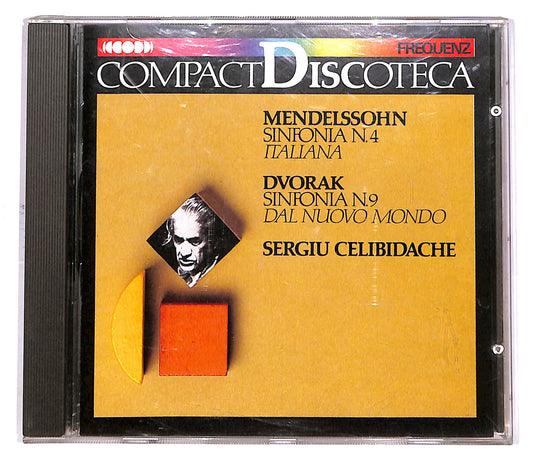 FREQUENZ
COMPACT DISCOTECA
MENDELSSOHN
SINFONIA N.4
ITALIANA
DVORAK
SINFONIA N.9
DAL NUOVO MONDO
SERGIU CELIBIDACHE